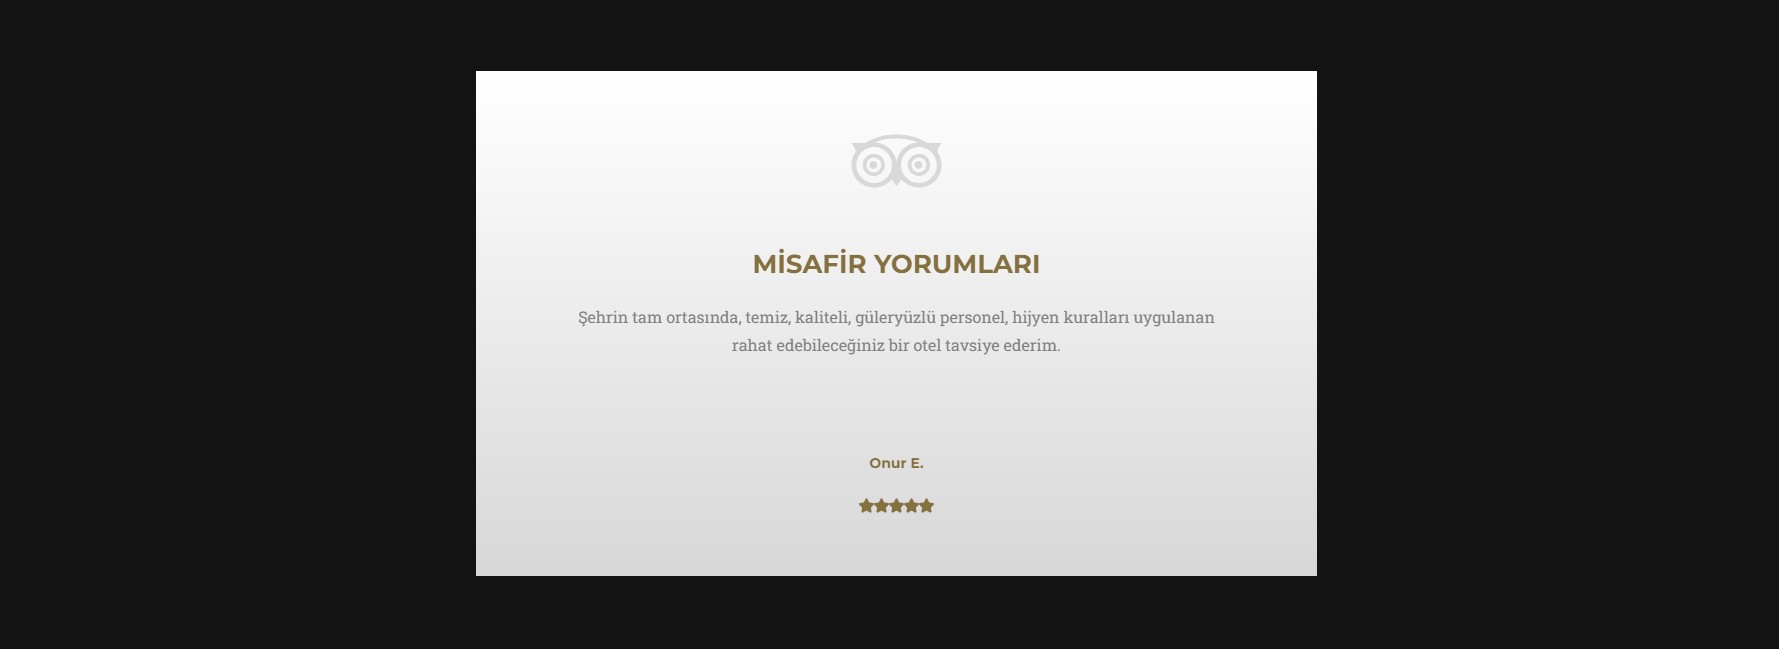 MİSAFİR YORUMLARI
Şehrin tam ortasında, temiz, kaliteli, güleryüzlü personel, hijyen kuralları uygulanan
rahat edebileceğiniz bir otel tavsiye ederim.
Onur E.